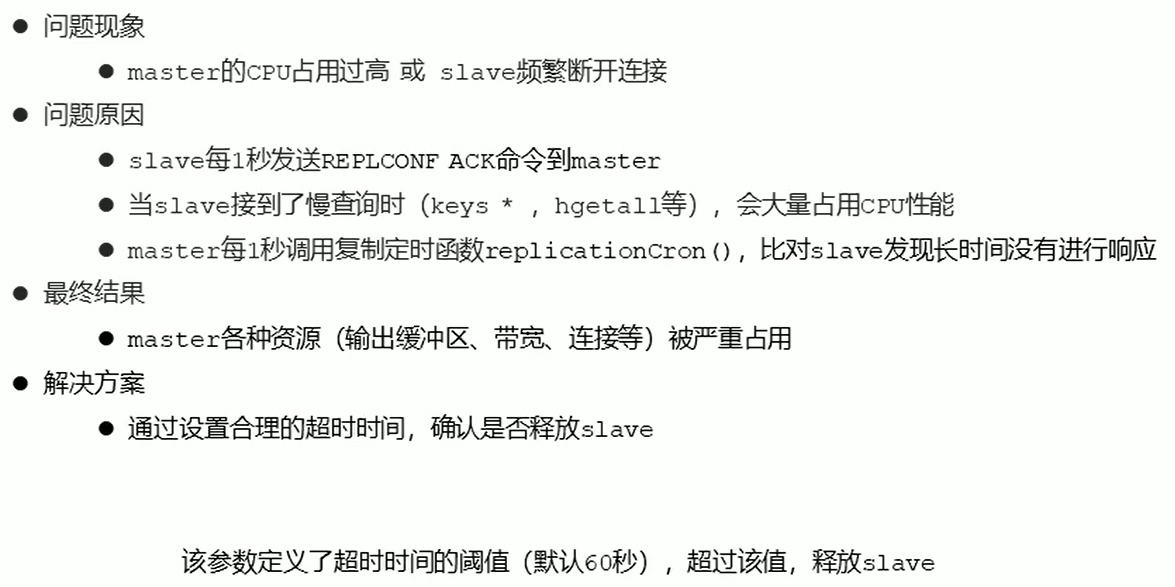 ● 问题现象
● master的CPU占用过高 或 slave频繁断开连接
● 问题原因
● slave每1秒发送REPLCONF ACK命令到master
● 当slave接到了慢查询时（keys * ，hgetall等），会大量占用CPU性能
● master每1秒调用复制定时函数replicationCron()，比对slave发现长时间没有进行响应
● 最终结果
● master各种资源（输出缓冲区、带宽、连接等）被严重占用
● 解决方案
● 通过设置合理的超时时间，确认是否释放slave
该参数定义了超时时间的阈值（默认60秒），超过该值，释放slave